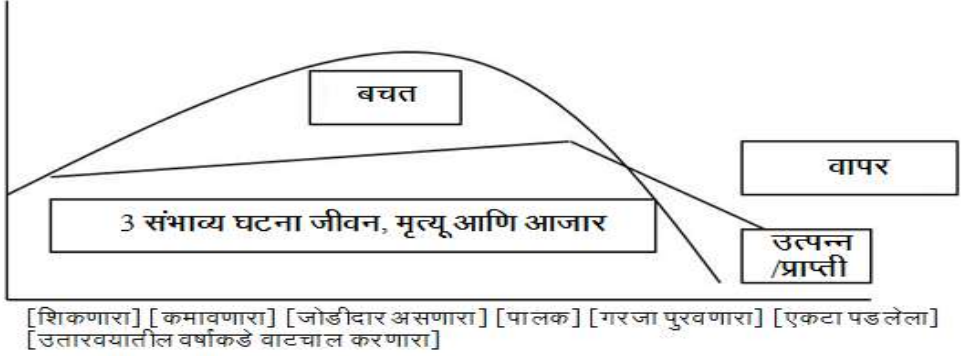 बचत
वापर
3 संभाव्य घटना जीवन, मृत्यू आणि आजार
उत्पन्न
/प्राप्ती
[शिकणारा] [कमावणारा] [जोडीदार असणारा] [पालक] [गरजा पुरवणारा] [एकटा पडलेला]
[उतारवयातील वर्षाकडे वाटचाल करणारा]